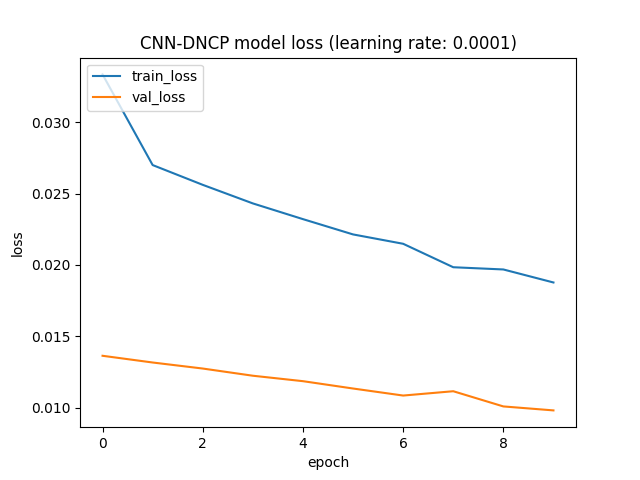 CNN-DNCP model loss (learning rate: 0.0001)
train_loss
val_loss
0.030
0.025
0.020
0.015
0.010
loss
0
2
4
6
8
epoch